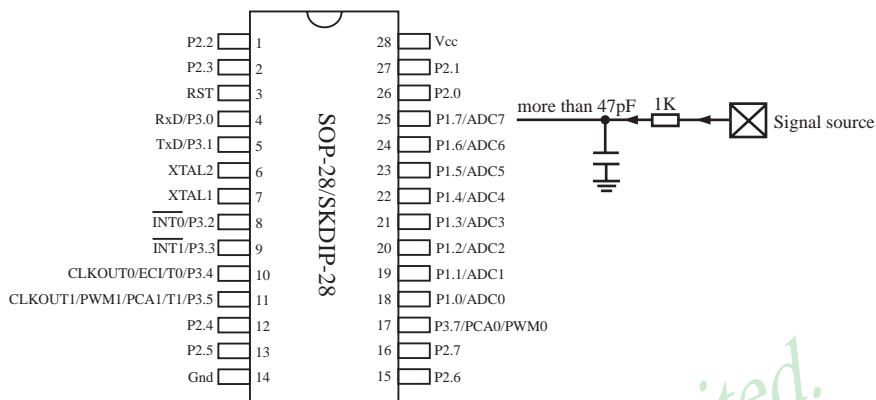 P2.2 1
P2.3 2
RST 3
RxD/P3.0 4
TxD/P3.1 5
XTAL2 6
XTAL1 7
INT0/P3.2 8
INT1/P3.3 9
CLKOUT0/ECI/T0/P3.4 10
CLKOUT1/PWM1/PCA1/T1/P3.5 11
P2.4 12
P2.5 13
Gnd 14
SOP-28/SKDIP-28
28 Vcc
27 P2.1
26 P2.0
25 P1.7/ADC7
24 P1.6/ADC6
23 P1.5/ADC5
22 P1.4/ADC4
21 P1.3/ADC3
20 P1.2/ADC2
19 P1.1/ADC1
18 P1.0/ADC0
17 P3.7/PCA0/PWM0
16 P2.7
15 P2.6
more than 47pF
1K
Signal source